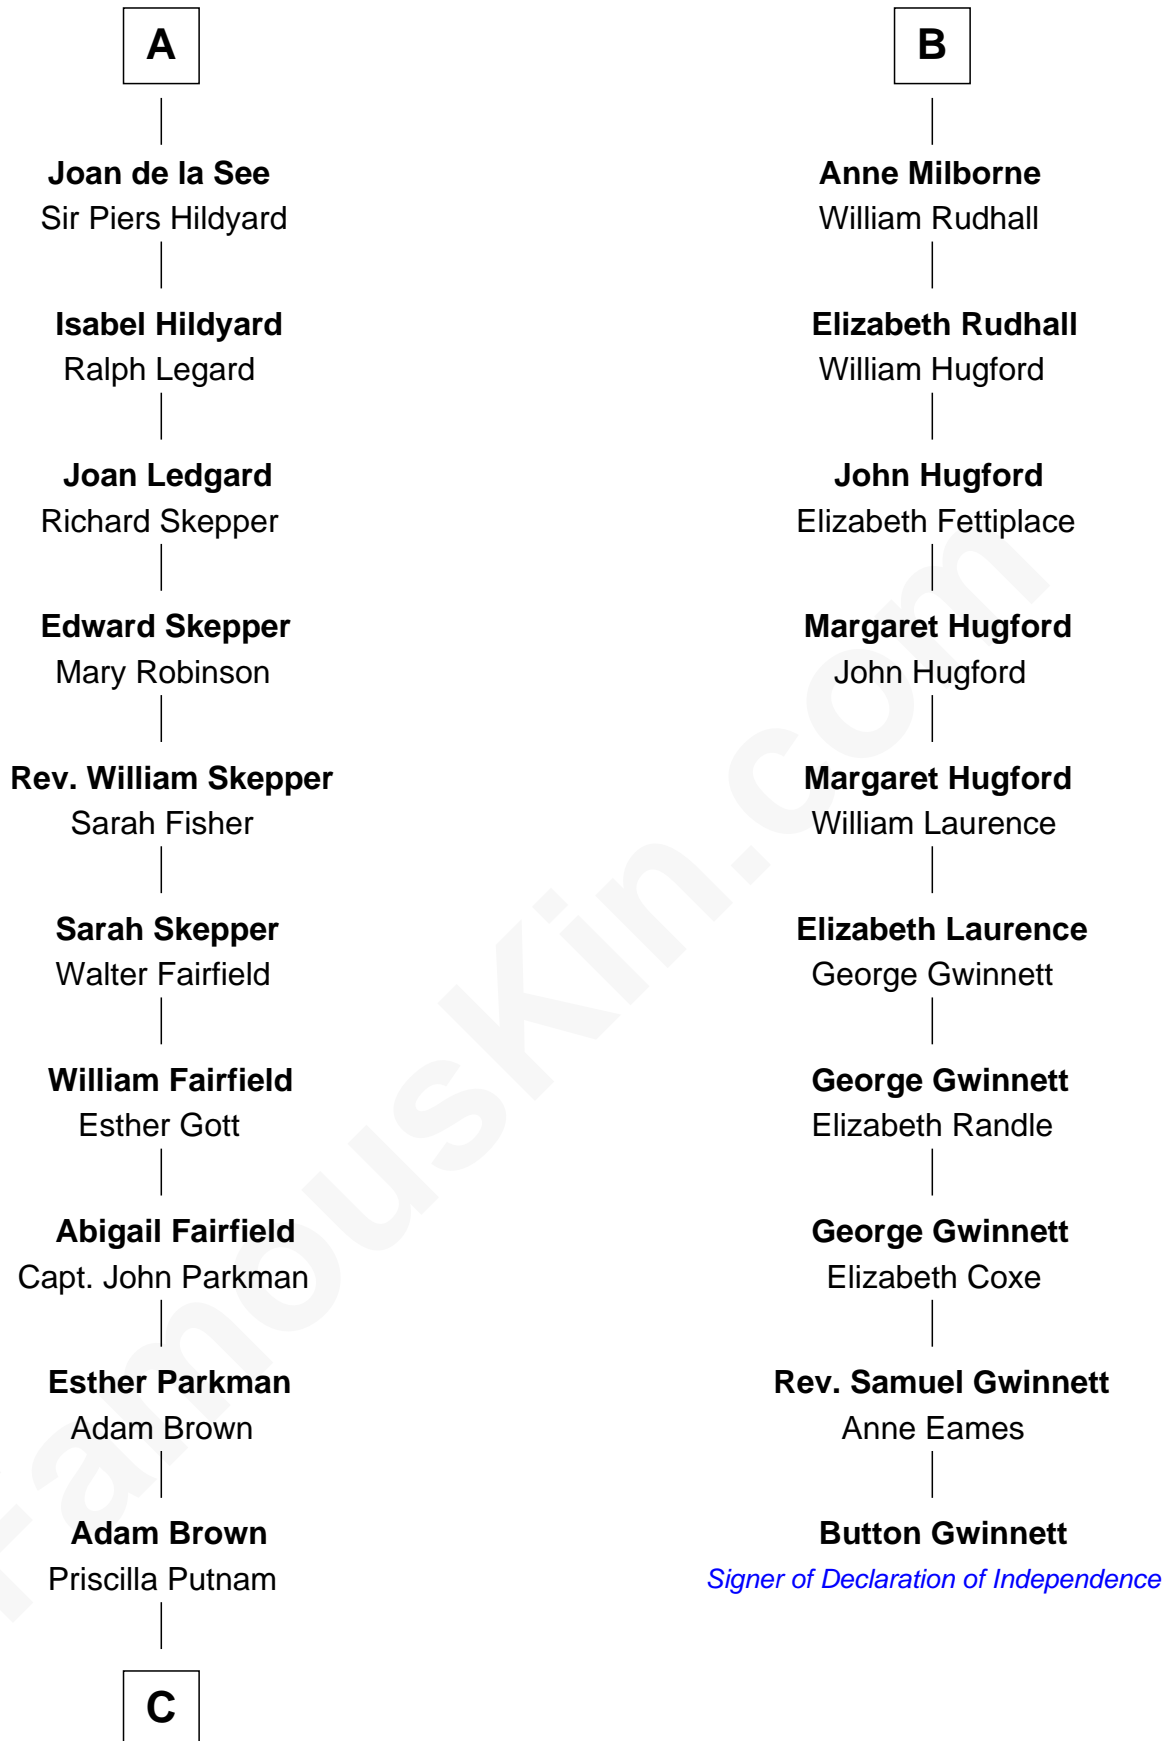 A
Joan de la See
Sir Piers Hildyard
Isabel Hildyard
Ralph Legard
Joan Ledgard
Richard Skepper
Edward Skepper
Mary Robinson
Rev. William Skepper
Sarah Fisher
Sarah Skepper
Walter Fairfield
William Fairfield
Esther Gott
Abigail Fairfield
Capt. John Parkman
Esther Parkman
Adam Brown
Adam Brown
Priscilla Putnam
C
B
Anne Milborne
William Rudhall
Elizabeth Rudhall
William Hugford
John Hugford
Elizabeth Fettiplace
Margaret Hugford
John Hugford
Margaret Hugford
William Laurence
Elizabeth Laurence
George Gwinnett
George Gwinnett
Elizabeth Randle
George Gwinnett
Elizabeth Coxe
Rev. Samuel Gwinnett
Anne Eames
Button Gwinnett
Signer of Declaration of Independence
FamousKin.com